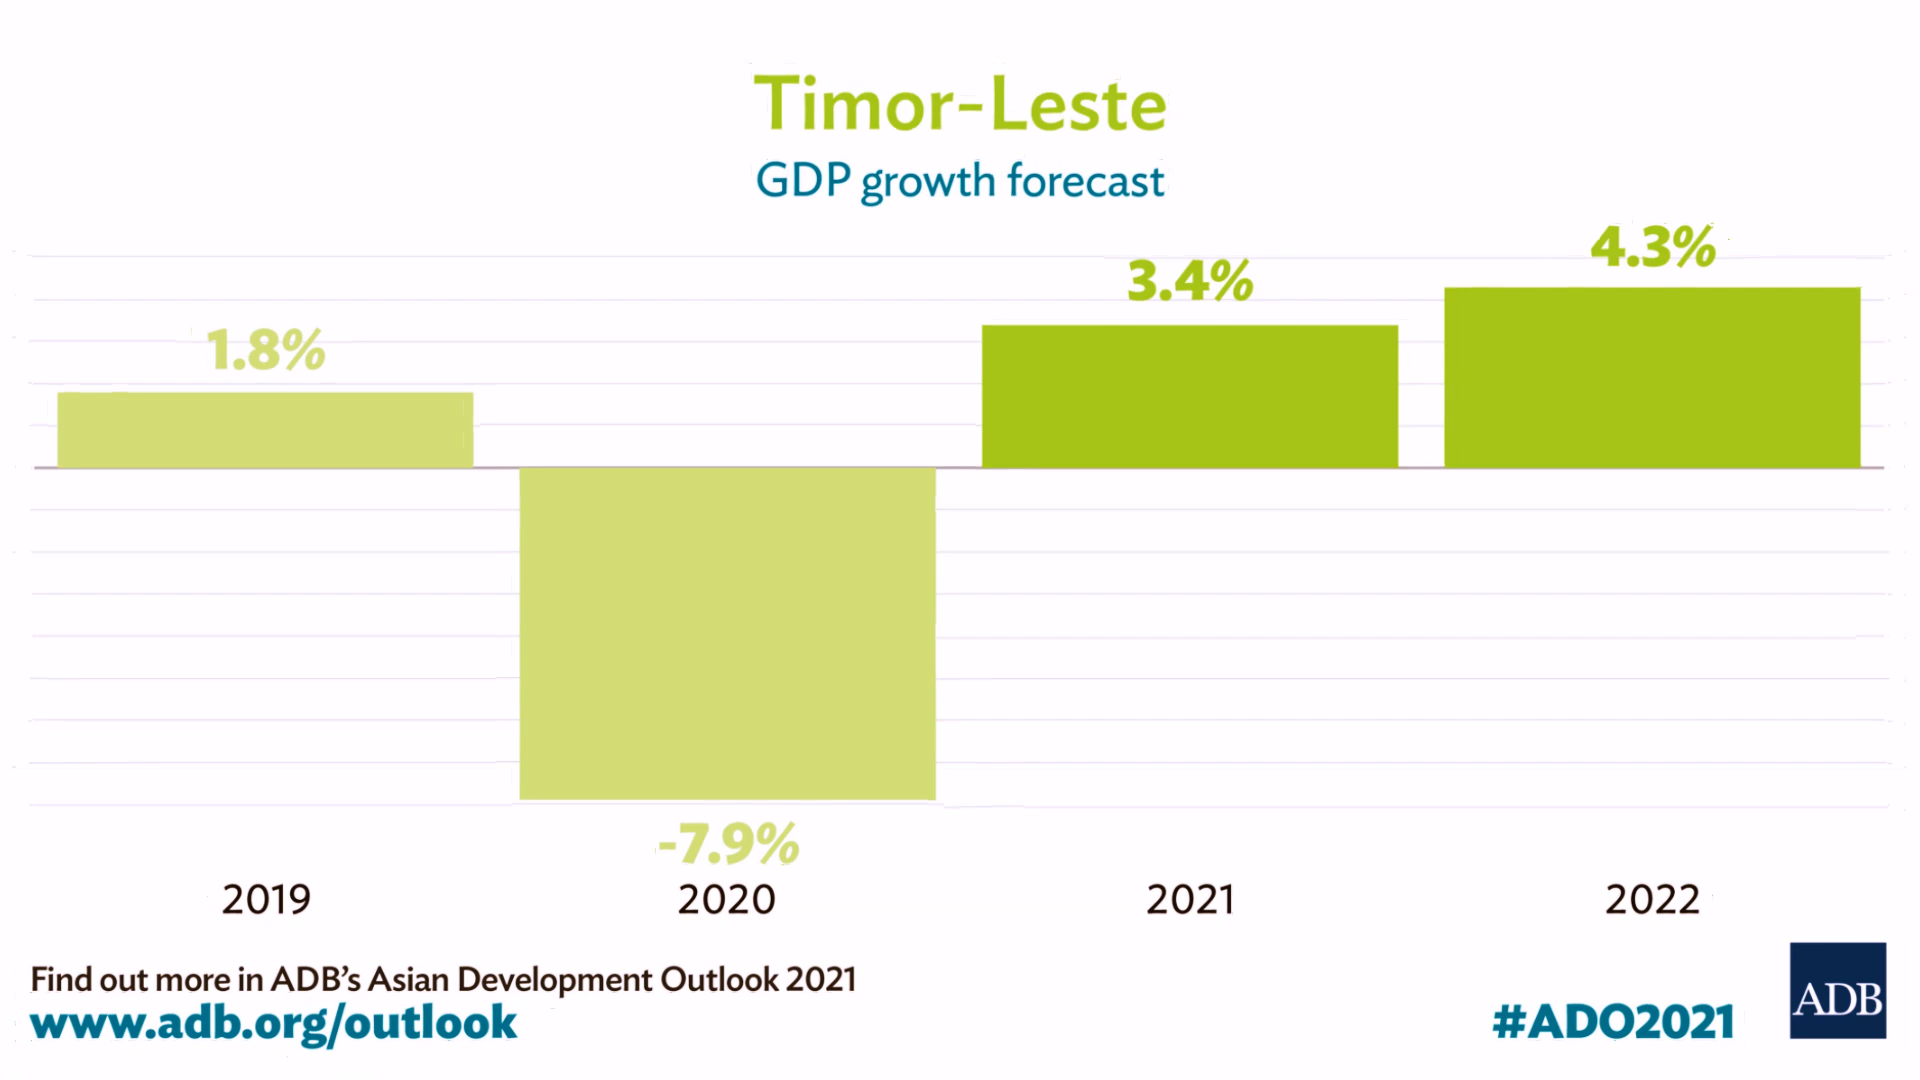 Timor-Leste
GDP growth forecast
1.8%
-7.9%
3.4%
4.3%
2019
2020
2021
2022
Find out more in ADB's Asian Development Outlook 2021
www.adb.org/outlook
#ADO2021
ADB